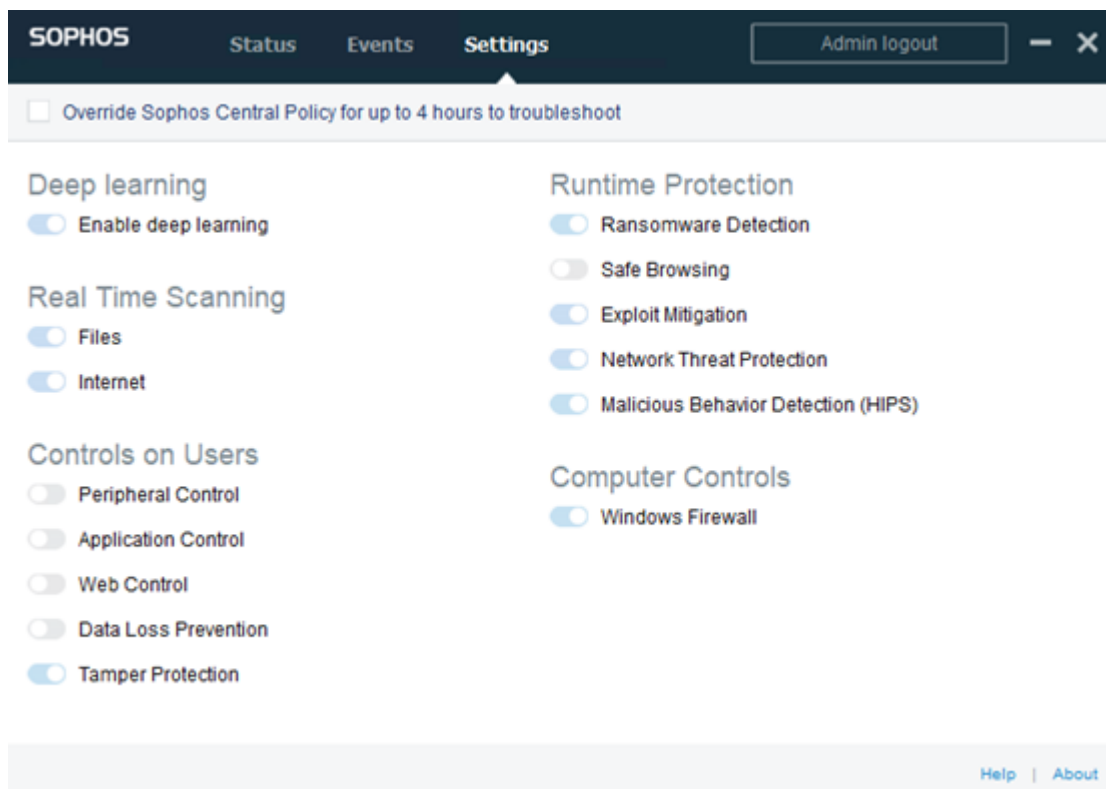 SOPHOS Status Events Settings Admin logout
Override Sophos Central Policy for up to 4 hours to troubleshoot
Deep learning
Enable deep learning
Real Time Scanning
Files
Internet
Controls on Users
Peripheral Control
Application Control
Web Control
Data Loss Prevention
Tamper Protection
Runtime Protection
Ransomware Detection
Safe Browsing
Exploit Mitigation
Network Threat Protection
Malicious Behavior Detection (HIPS)
Computer Controls
Windows Firewall
Help | About